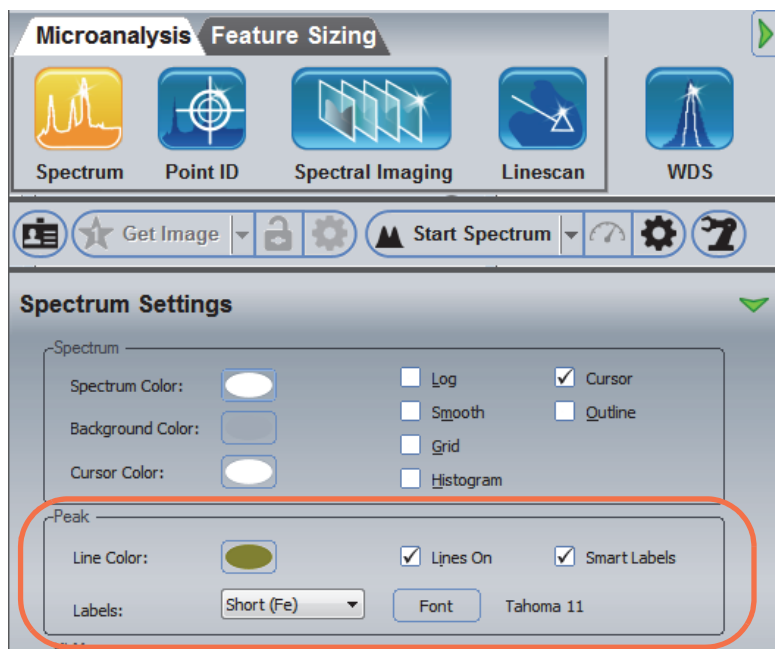 Microanalysis Feature Sizing
Spectrum Point ID Spectral Imaging Linescan WDS
Get Image Start Spectrum
Spectrum Settings
Spectrum
Spectrum Color: Log Cursor
Background Color: Smooth Outline
Grid
Cursor Color: Histogram
Peak
Line Color: Lines On Smart Labels
Labels: Short (Fe) Font Tahoma 11